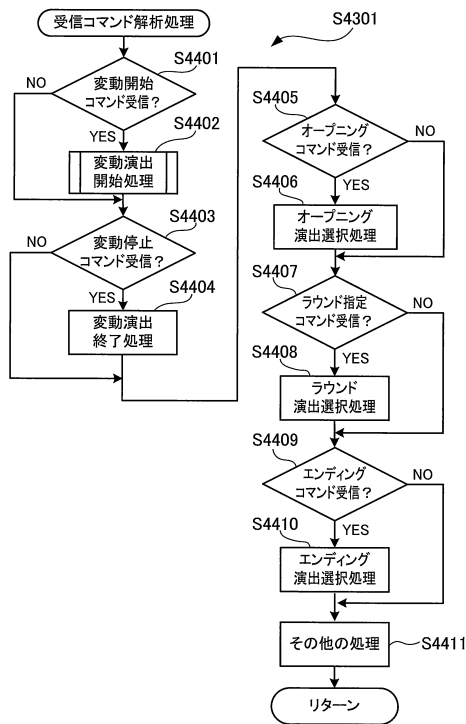 受信コマンド解析処理
S4301
S4401
変動開始
コマンド受信?
NO
YES
S4402
変動演出
開始処理
S4403
変動停止
コマンド受信?
NO
YES
S4404
変動演出
終了処理
S4405
オープニング
コマンド受信?
NO
YES
S4406
オープニング
演出選択処理
S4407
ラウンド指定
コマンド受信?
NO
YES
S4408
ラウンド
演出選択処理
S4409
エンディング
コマンド受信?
NO
YES
S4410
エンディング
演出選択処理
その他の処理
S4411
リターン